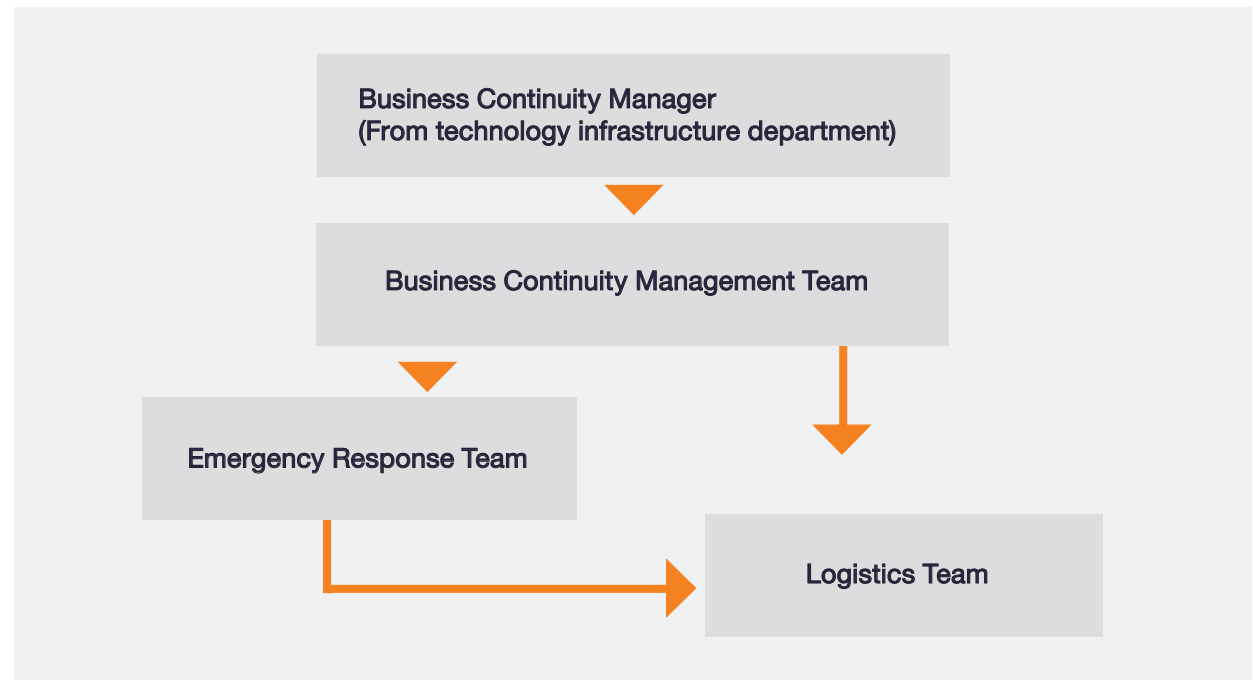 Business Continuity Manager
(From technology infrastructure department)
Business Continuity Management Team
Emergency Response Team
Logistics Team